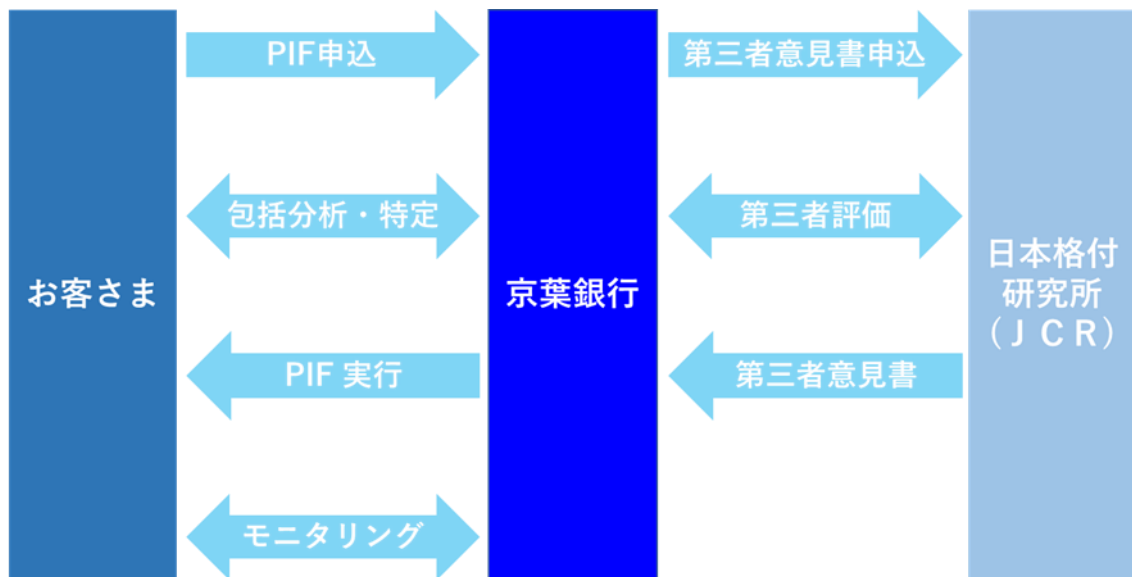 PIF申込
第三者意見書申込
包括分析・特定
第三者評価
お客さま
京葉銀行
日本格付
研究所
(ＪＣＲ)
PIF 実行
第三者意見書
モニタリング